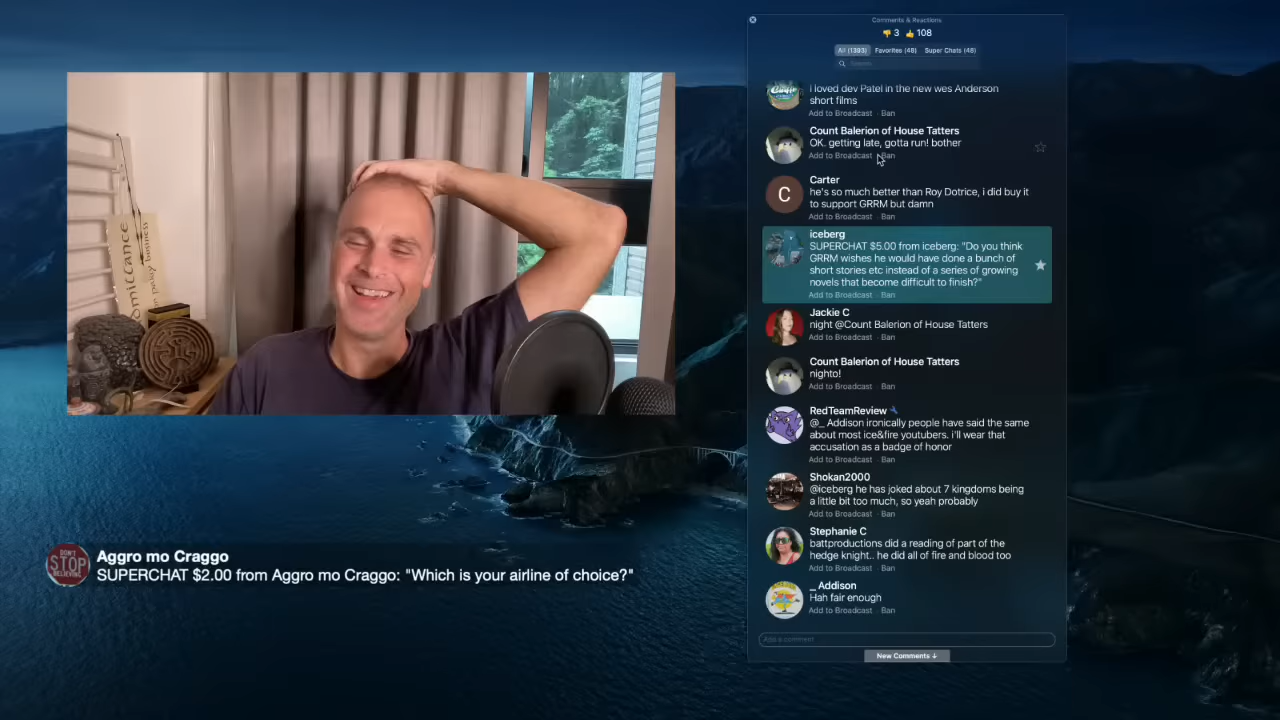 Comments & Reactions
👎 3 👍 108
All (1393) Favorites (48) Super Chats (48)
Search
i loved dev Patel in the new wes Anderson
short films
Add to Broadcast · Ban
Count Balerion of House Tatters
OK. getting late, gotta run! bother
Add to Broadcast · Ban
C
Carter
he's so much better than Roy Dotrice, i did buy it
to support GRRM but damn
Add to Broadcast · Ban
iceberg
SUPERCHAT $5.00 from iceberg: "Do you think
GRRM wishes he would have done a bunch of
short stories etc instead of a series of growing
novels that become difficult to finish?"
Add to Broadcast · Ban
Jackie C
night @Count Balerion of House Tatters
Add to Broadcast · Ban
Count Balerion of House Tatters
nighto!
Add to Broadcast · Ban
RedTeamReview
@_ Addison ironically people have said the same
about most ice&fire youtubers. i'll wear that
accusation as a badge of honor
Add to Broadcast · Ban
Shokan2000
@iceberg he has joked about 7 kingdoms being
a little bit too much, so yeah probably
Add to Broadcast · Ban
Stephanie C
battproductions did a reading of part of the
hedge knight.. he did all of fire and blood too
Add to Broadcast · Ban
_ Addison
Hah fair enough
Add to Broadcast · Ban
Add a comment
New Comments ↓
DON'T
STOP
BELIEVING
Aggro mo Craggo
SUPERCHAT $2.00 from Aggro mo Craggo: "Which is your airline of choice?"